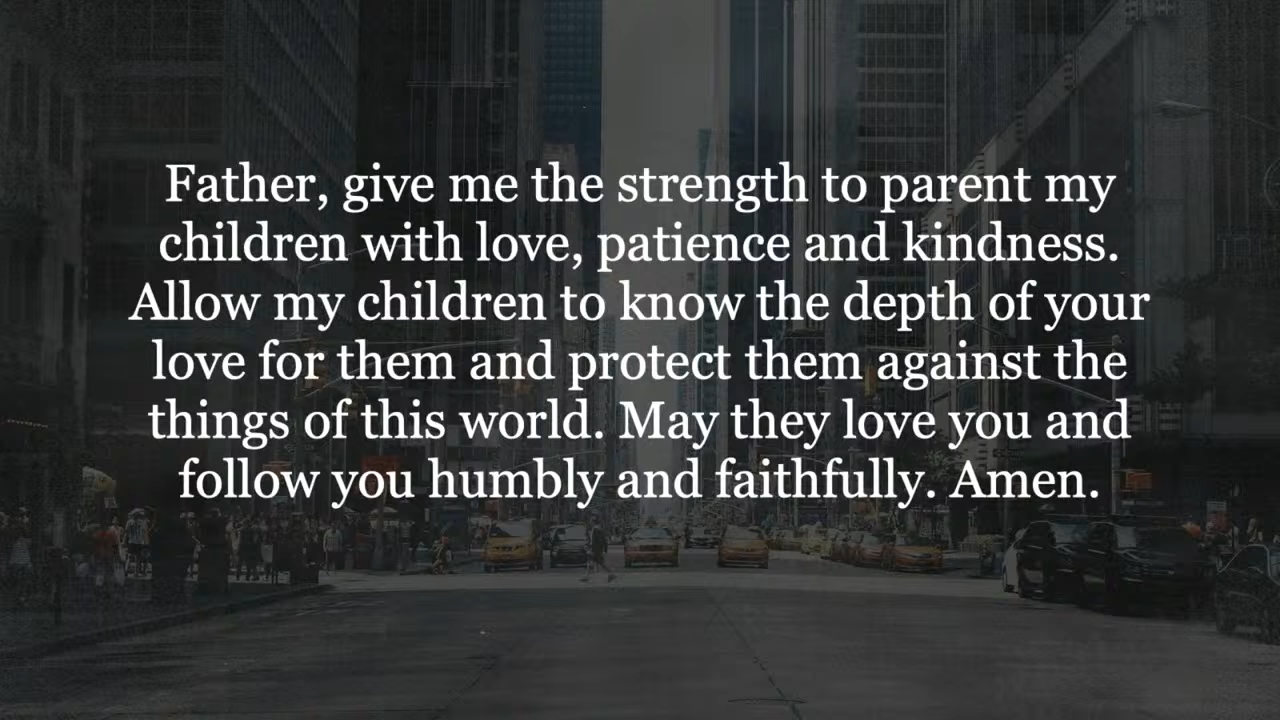 Father, give me the strength to parent my
children with love, patience and kindness.
Allow my children to know the depth of your
love for them and protect them against the
things of this world. May they love you and
follow you humbly and faithfully. Amen.